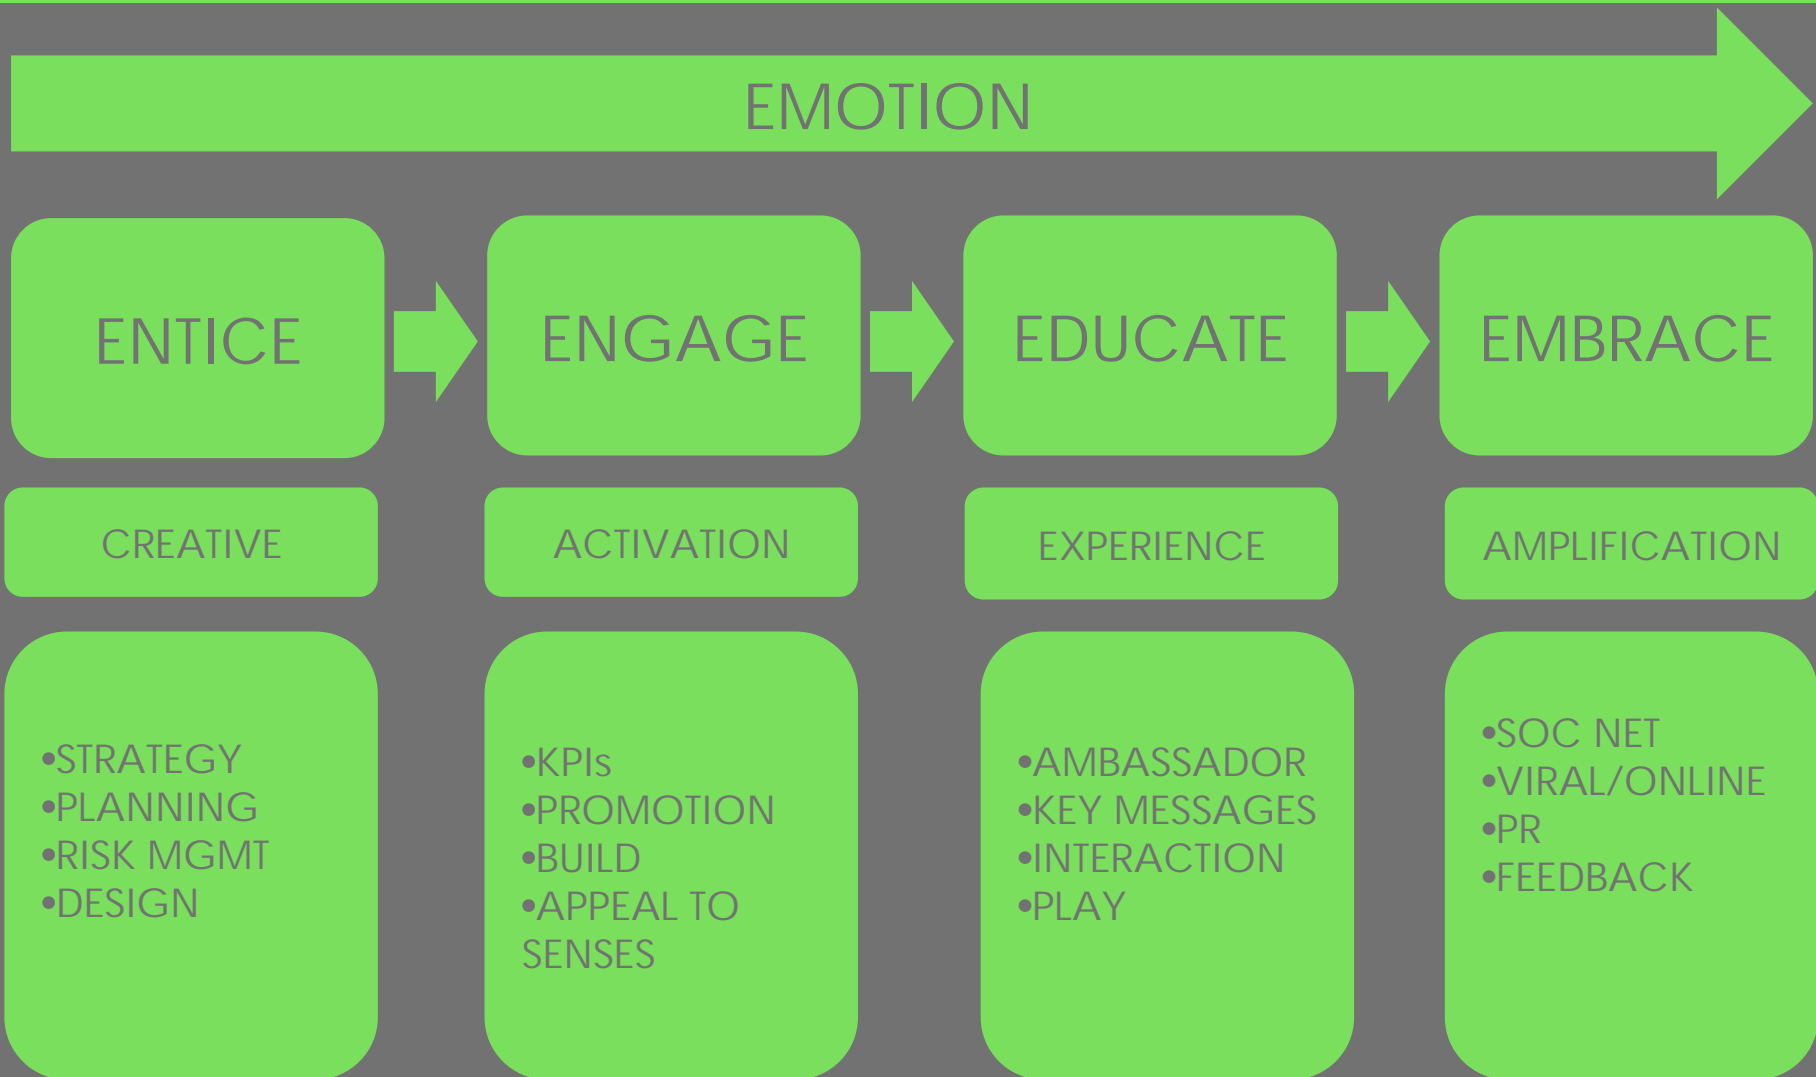 EMOTION
ENTICE
ENGAGE
EDUCATE
EMBRACE
CREATIVE
ACTIVATION
EXPERIENCE
AMPLIFICATION
•STRATEGY
•PLANNING
•RISK MGMT
•DESIGN
•KPIs
•PROMOTION
•BUILD
•APPEAL TO
SENSES
•AMBASSADOR
•KEY MESSAGES
•INTERACTION
•PLAY
•SOC NET
•VIRAL/ONLINE
•PR
•FEEDBACK